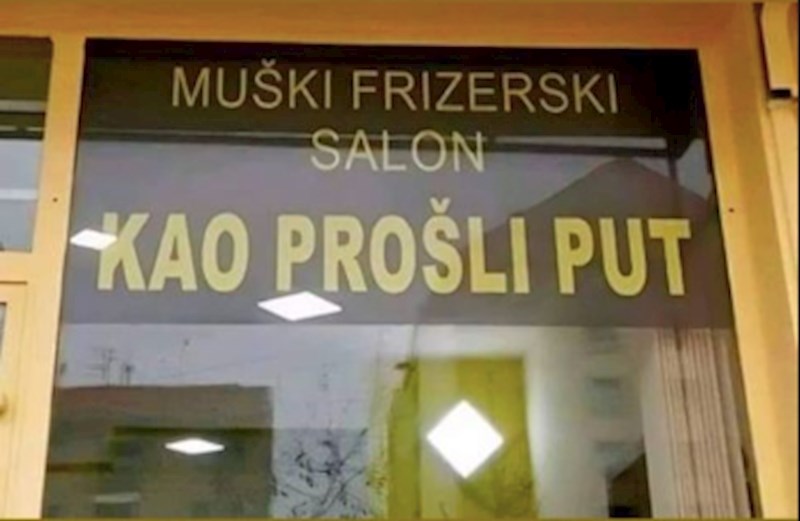 MUŠKI FRIZERSKI
SALON
KAO PROŠLI PUT